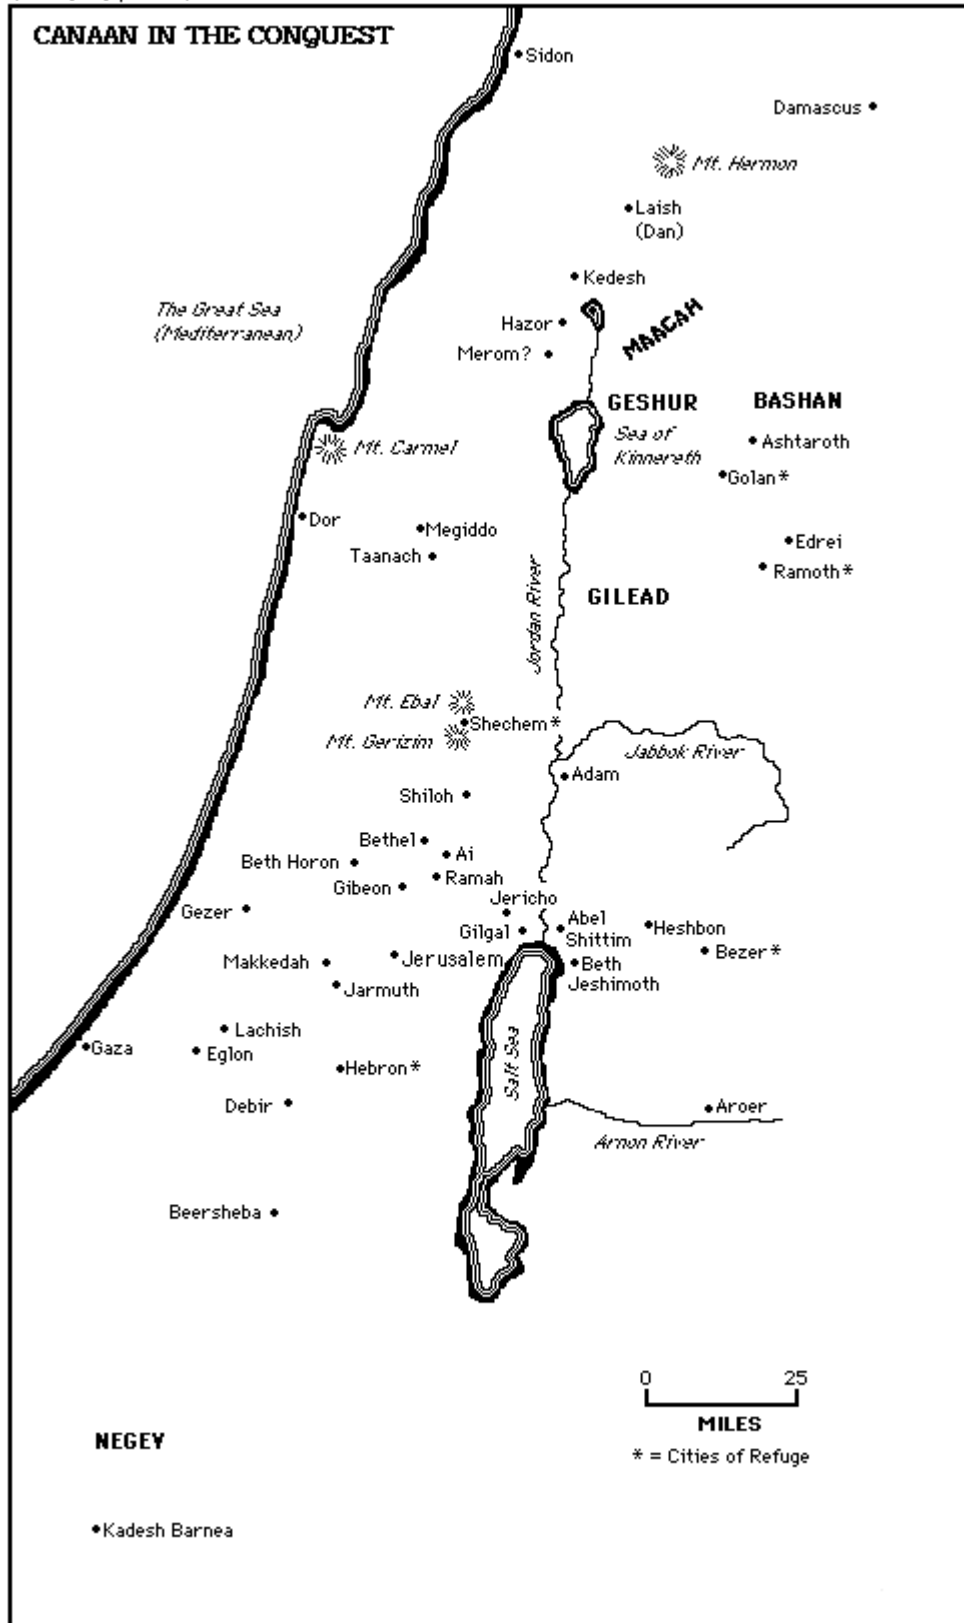 CANAAN IN THE CONQUEST
Sidon
Damascus
Mt. Hermon
Laish
(Dan)
Kedesh
The Great Sea
(Mediterranean)
Hazor
MAACAH
Merom?
GESHUR
BASHAN
Sea of
Kinnereth
Ashtaroth
Mt. Carmel
Golan*
Dor
Megiddo
Taanach
Edrei
Ramoth*
Jordan River
GILEAD
Mt. Ebal
Shechem*
Mt. Gerizim
Jabbok River
Adam
Shiloh
Bethel
Ai
Beth Horon
Ramah
Gibeon
Jericho
Gezer
Gilgal
Abel
Shittim
Heshbon
Bezer*
Makkedah
Jerusalem
Beth
Jeshimoth
Jarmuth
Lachish
Gaza
Eglon
Salt Sea
Hebron*
Debir
Aroer
Arnon River
Beersheba
0 25
MILES
* = Cities of Refuge
NEGEV
Kadesh Barnea